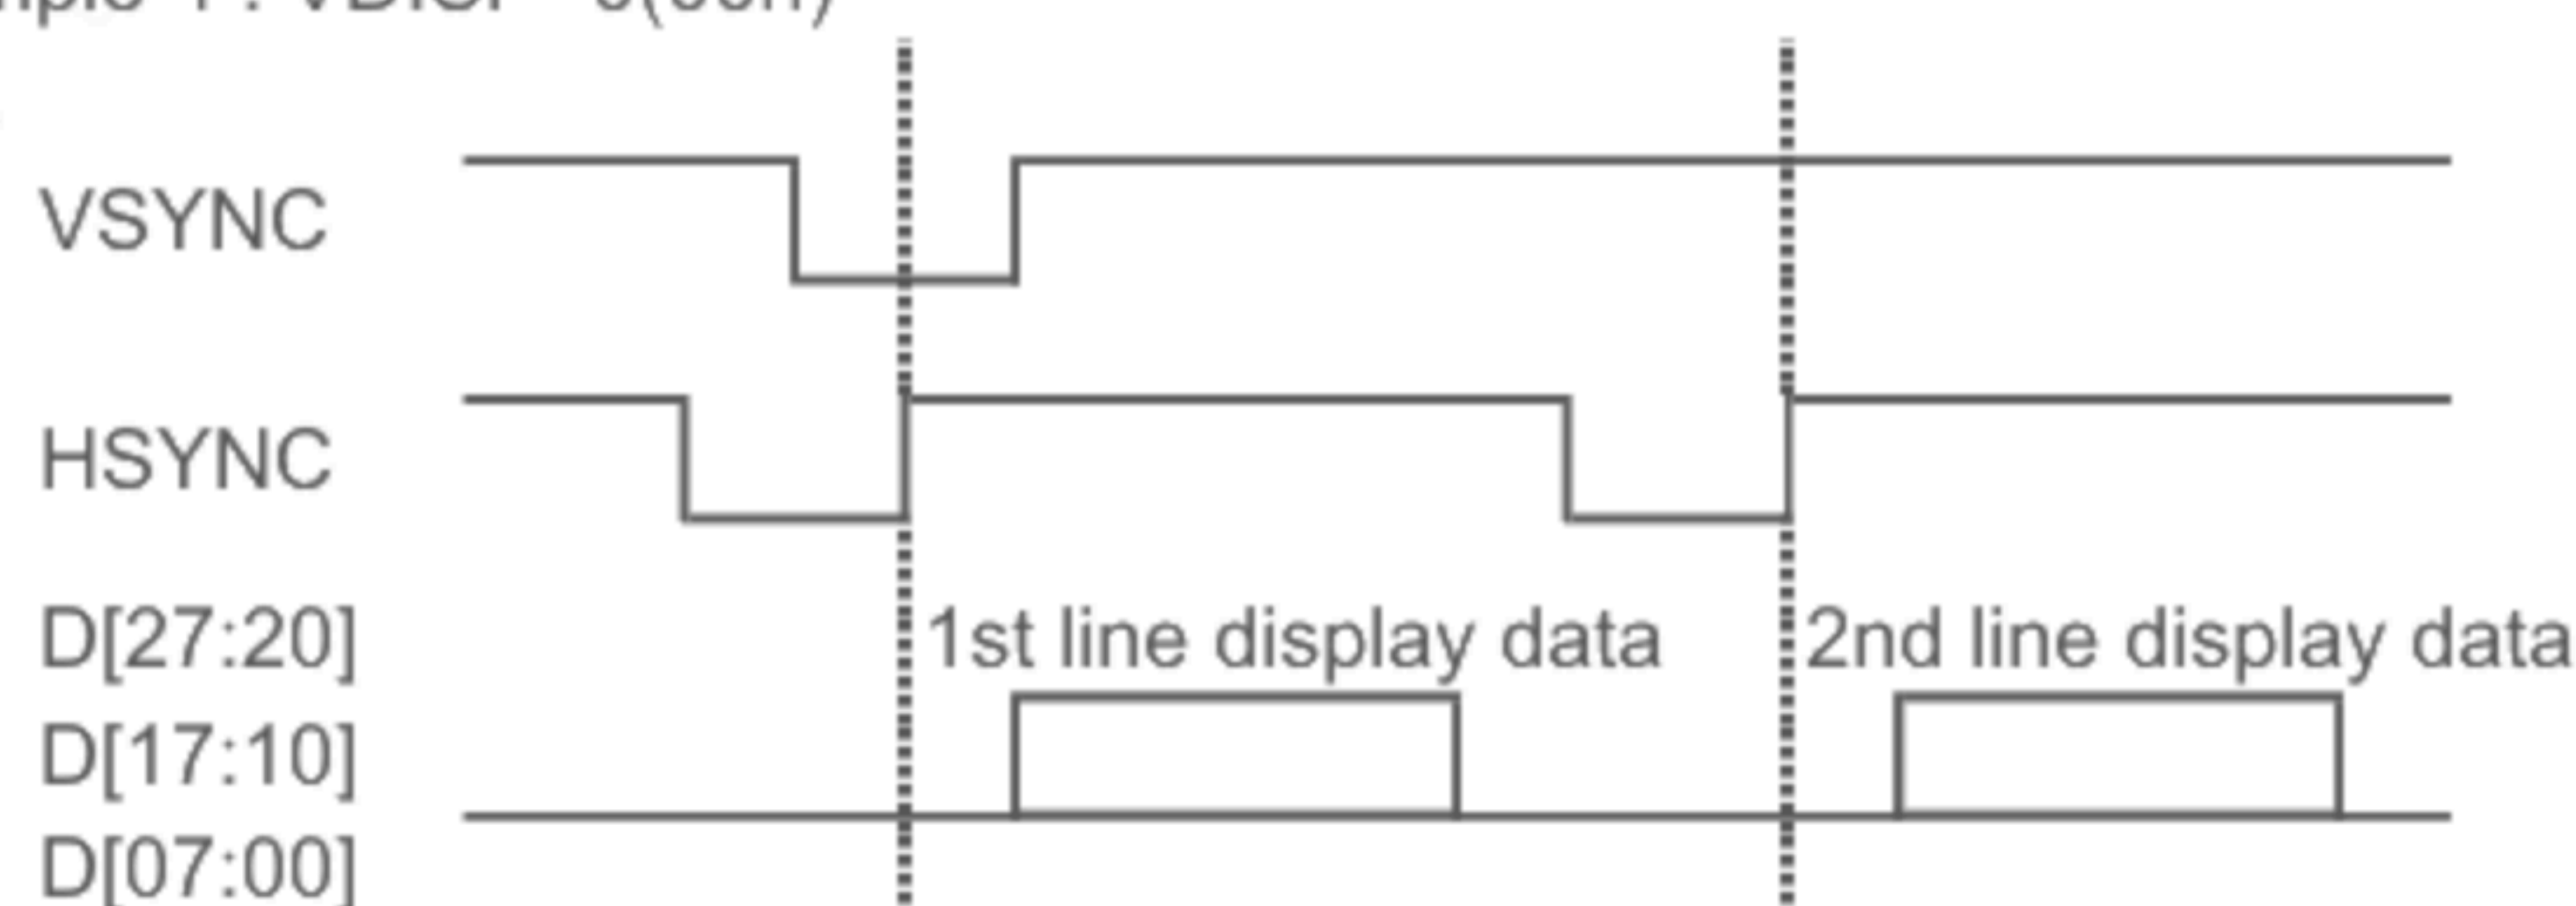 VSYNC
HSYNC
D[27:20]
1st line display data
2nd line display data
D[17:10]
D[07:00]